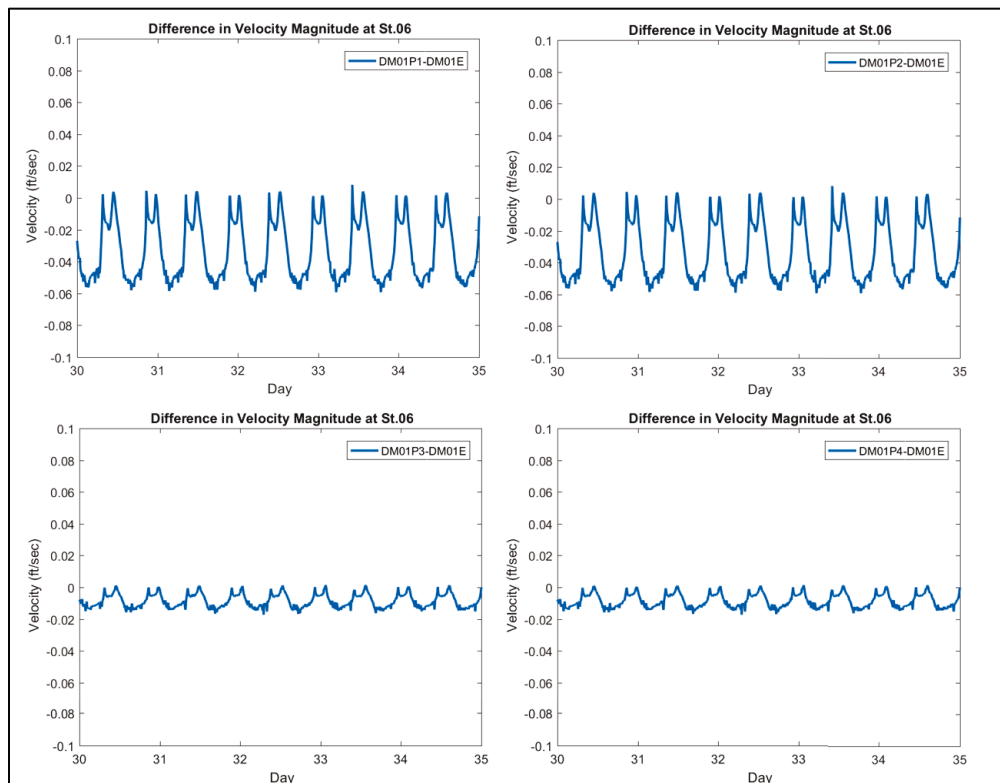 Difference in Velocity Magnitude at St.06
DM01P1-DM01E
0.1
0.08
0.06
0.04
0.02
0
-0.02
-0.04
-0.06
-0.08
-0.1
Velocity (ft/sec)
30 31 32 33 34 35
Day
Difference in Velocity Magnitude at St.06
DM01P2-DM01E
0.1
0.08
0.06
0.04
0.02
0
-0.02
-0.04
-0.06
-0.08
-0.1
Velocity (ft/sec)
30 31 32 33 34 35
Day
Difference in Velocity Magnitude at St.06
DM01P3-DM01E
0.1
0.08
0.06
0.04
0.02
0
-0.02
-0.04
-0.06
-0.08
-0.1
Velocity (ft/sec)
30 31 32 33 34 35
Day
Difference in Velocity Magnitude at St.06
DM01P4-DM01E
0.1
0.08
0.06
0.04
0.02
0
-0.02
-0.04
-0.06
-0.08
-0.1
Velocity (ft/sec)
30 31 32 33 34 35
Day